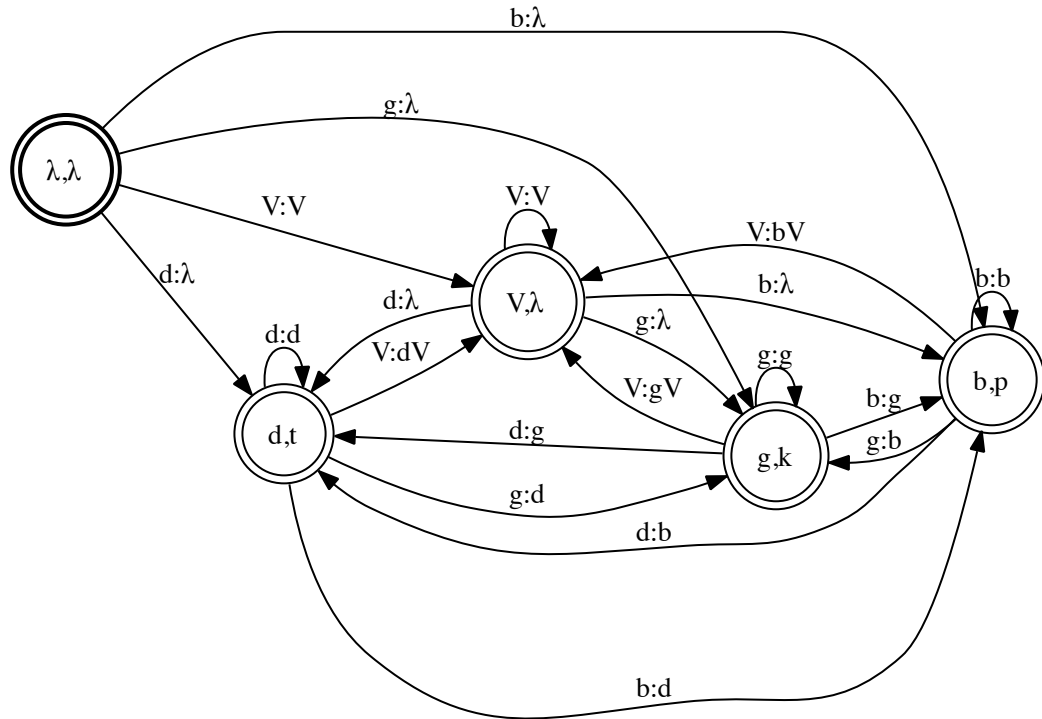 b:λ
g:λ
λ,λ
V:V
V:V
V:bV
d:λ
d:λ
b:λ
b:b
V,λ
g:λ
d:d
V:dV
g:g
V:gV
b:g
b,p
d,t
d:g
g:b
g,k
g:d
d:b
b:d